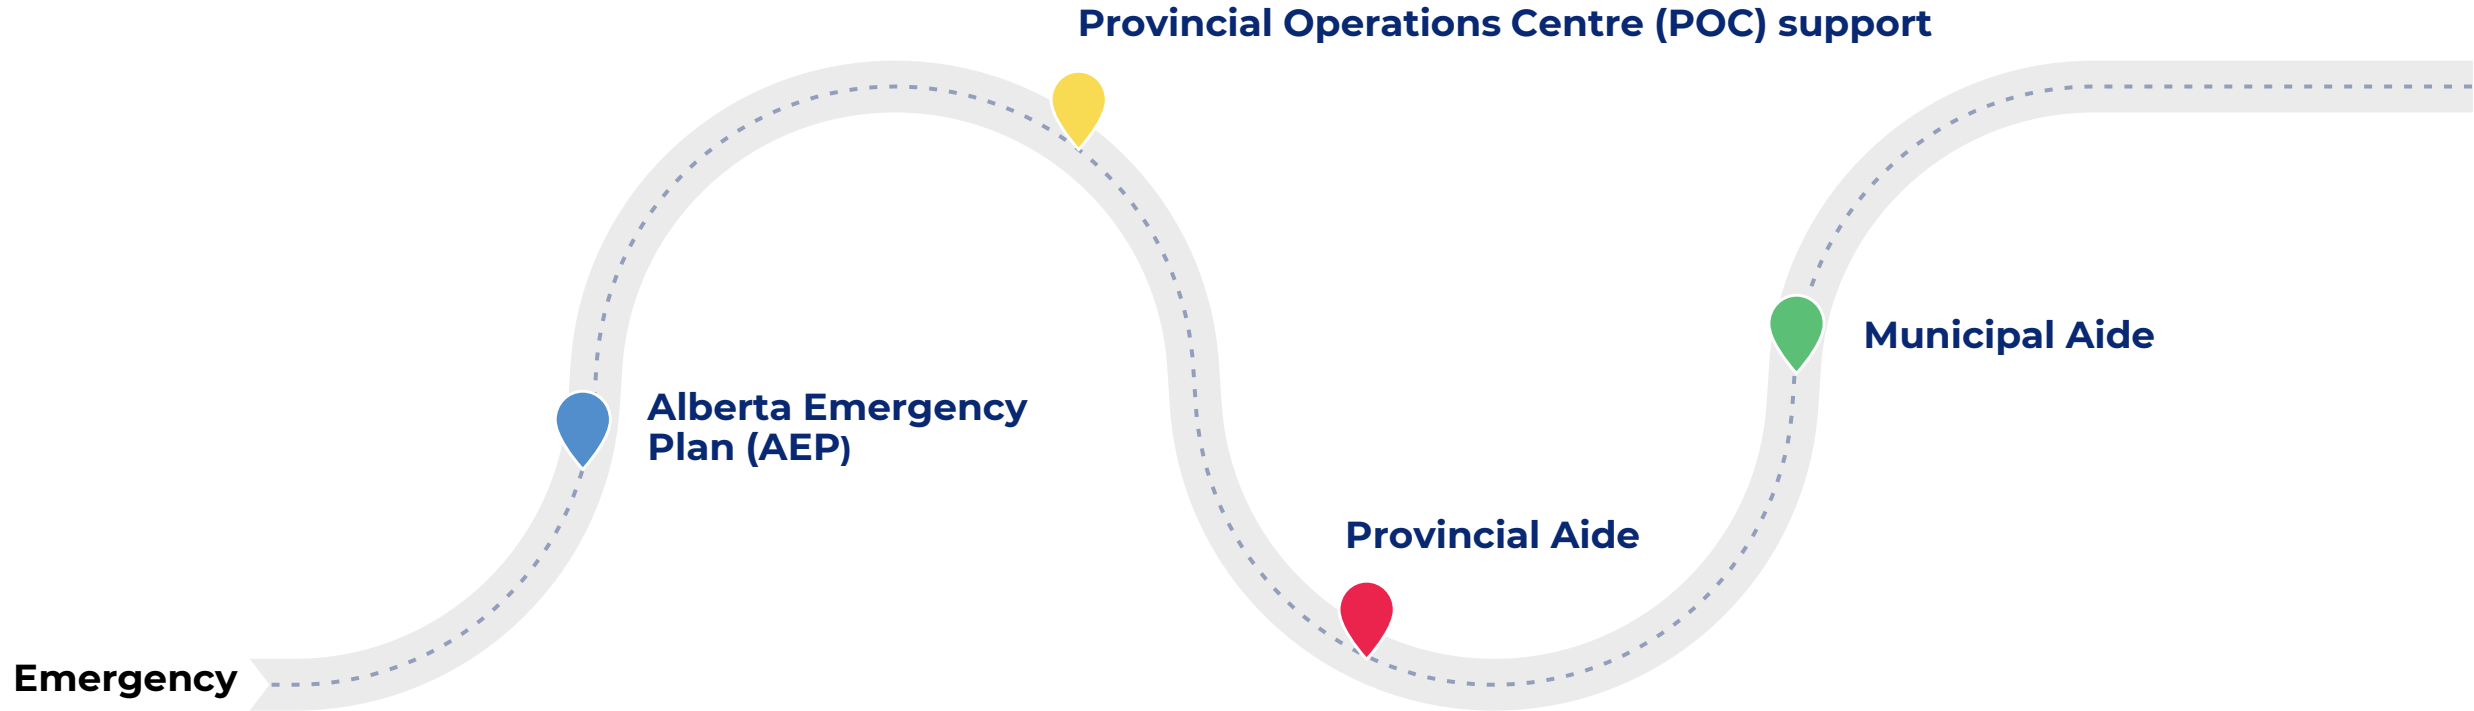 Provincial Operations Centre (POC) support
Municipal Aide
Alberta Emergency
Plan (AEP)
Provincial Aide
Emergency